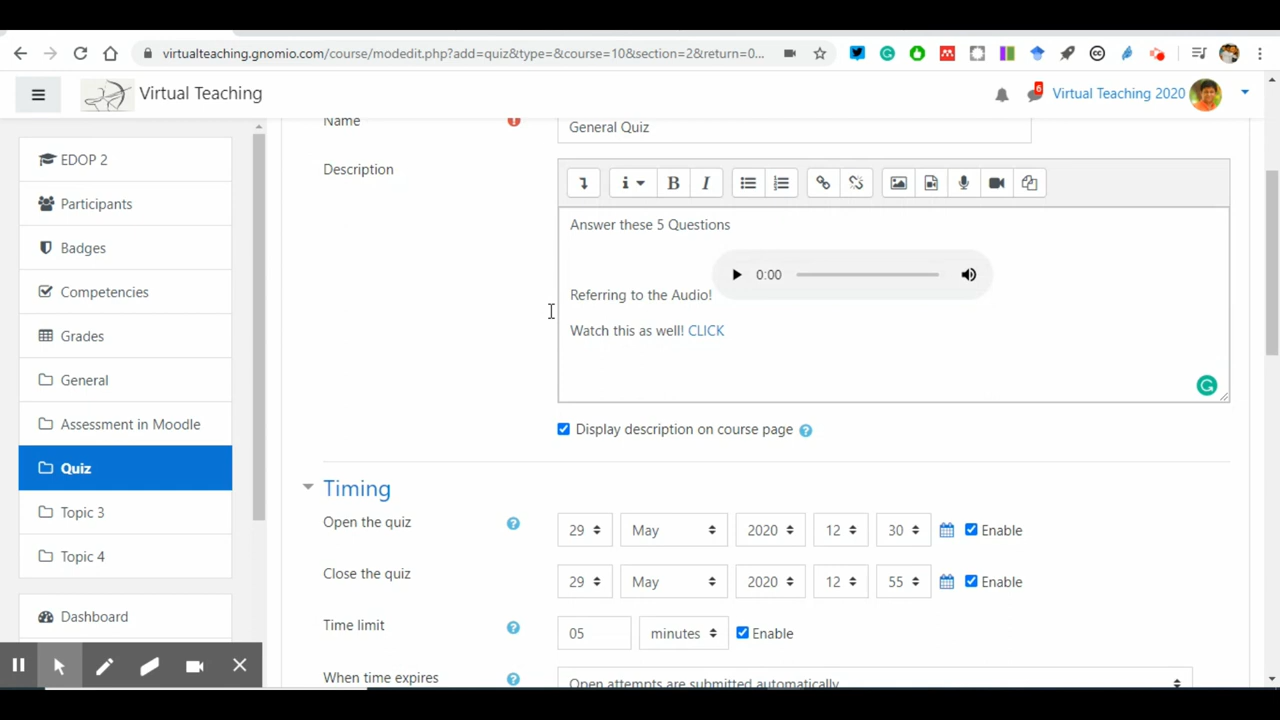 virtualteaching.gnomio.com/course/modedit.php?add=quiz&type=&course=10&section=2&return=0...
Virtual Teaching
6
Virtual Teaching 2020
EDOP 2
Participants
Badges
Competencies
Grades
General
Assessment in Moodle
Quiz
Topic 3
Topic 4
Dashboard
Name
General Quiz
Description
Answer these 5 Questions
0:00
Referring to the Audio!
Watch this as well! CLICK
Display description on course page
Timing
Open the quiz
29 May 2020 12 30 Enable
Close the quiz
29 May 2020 12 55 Enable
Time limit
05 minutes Enable
When time expires
Open attempts are submitted automatically